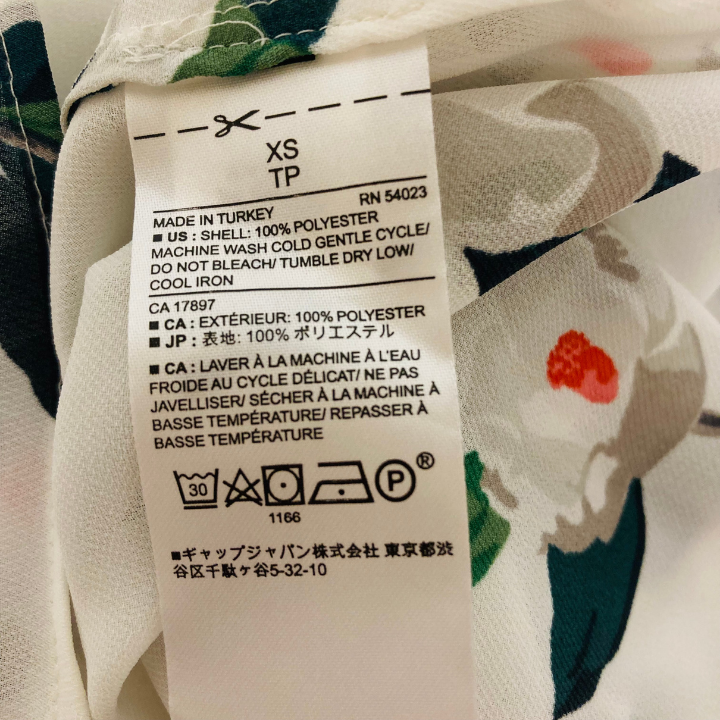 XS
TP
RN 54023
MADE IN TURKEY
■ US : SHELL: 100% POLYESTER
MACHINE WASH COLD GENTLE CYCLE/
DO NOT BLEACH/ TUMBLE DRY LOW/
COOL IRON
CA 17897
■ CA : EXTÉRIEUR: 100% POLYESTER
■ JP : 表地: 100% ポリエステル
■ CA : LAVER À LA MACHINE À L'EAU
FROIDE AU CYCLE DÉLICAT/ NE PAS
JAVELLISER/ SÉCHER À LA MACHINE À
BASSE TEMPÉRATURE/ REPASSER À
BASSE TEMPÉRATURE
30 P ®
1166
■ギャップジャパン株式会社 東京都渋
谷区千駄ヶ谷5-32-10